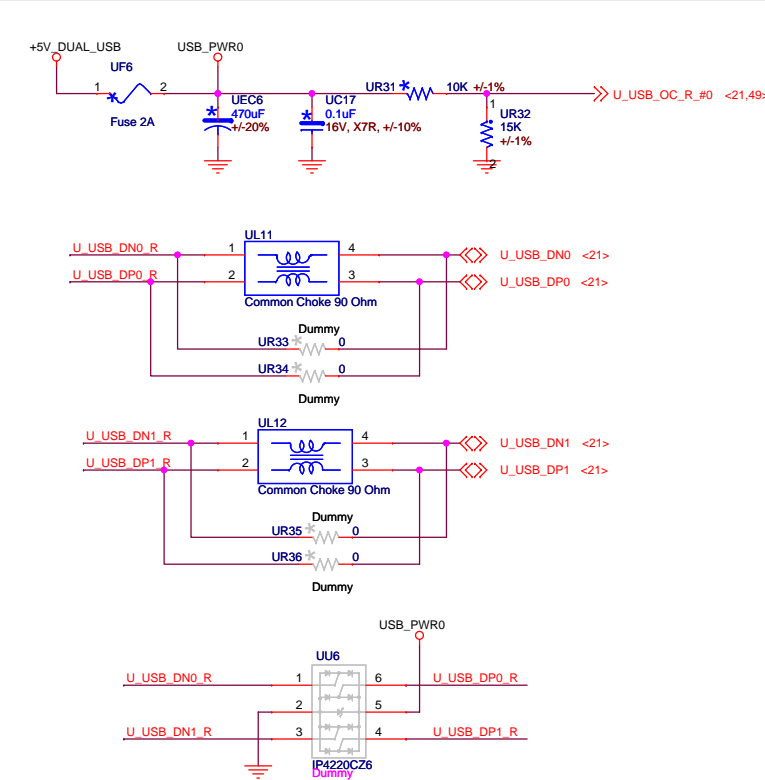 +5V_DUAL_USB
USB_PWR0
UF6
1
2
Fuse 2A
UEC6
470uF
+/-20%
UC17
0.1uF
16V, X7R, +/-10%
UR31
10K +/-1%
U_USB_OC_R_#0 <21,49>
1
UR32
15K
+/-1%
2
UL11
U_USB_DN0_R
1
4
U_USB_DN0 <21>
U_USB_DP0_R
2
3
U_USB_DP0 <21>
Common Choke 90 Ohm
Dummy
UR33
0
UR34
0
Dummy
UL12
U_USB_DN1_R
1
4
U_USB_DN1 <21>
U_USB_DP1_R
2
3
U_USB_DP1 <21>
Common Choke 90 Ohm
Dummy
UR35
0
UR36
0
Dummy
USB_PWR0
UU6
U_USB_DN0_R
1
6
U_USB_DP0_R
2
5
U_USB_DN1_R
3
4
U_USB_DP1_R
IP4220CZ6
Dummy